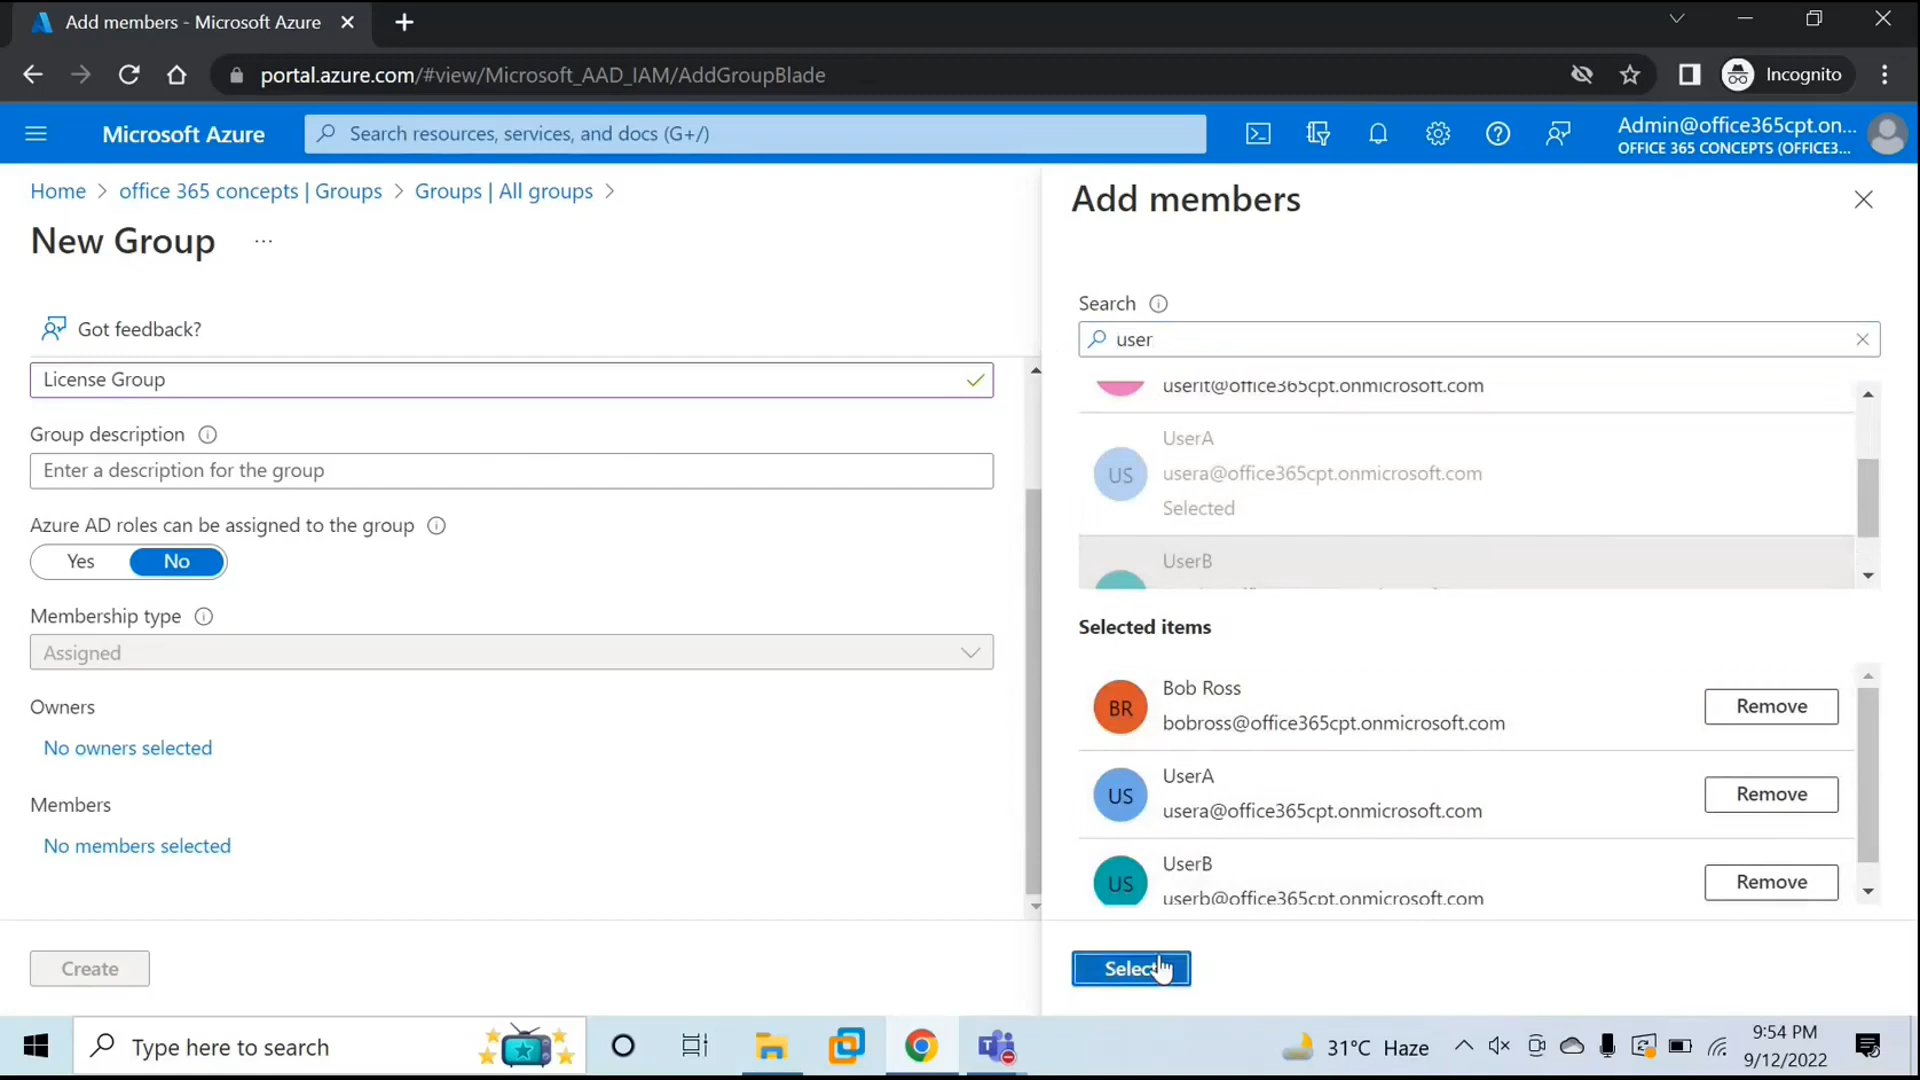 Add members - Microsoft Azure
portal.azure.com/#view/Microsoft_AAD_IAM/AddGroupBlade
Incognito
Microsoft Azure
Search resources, services, and docs (G+/)
Admin@office365cpt.on...
OFFICE 365 CONCEPTS (OFFICE3...
Home > office 365 concepts | Groups > Groups | All groups >
New Group ...
Got feedback?
License Group
Group description
Enter a description for the group
Azure AD roles can be assigned to the group
Yes No
Membership type
Assigned
Owners
No owners selected
Members
No members selected
Create
Add members
Search
user
userit@office365cpt.onmicrosoft.com
US
UserA
usera@office365cpt.onmicrosoft.com
Selected
UserB
Selected items
BR
Bob Ross
bobross@office365cpt.onmicrosoft.com
Remove
US
UserA
usera@office365cpt.onmicrosoft.com
Remove
US
UserB
userb@office365cpt.onmicrosoft.com
Remove
Select
Type here to search
31°C Haze
9:54 PM
9/12/2022